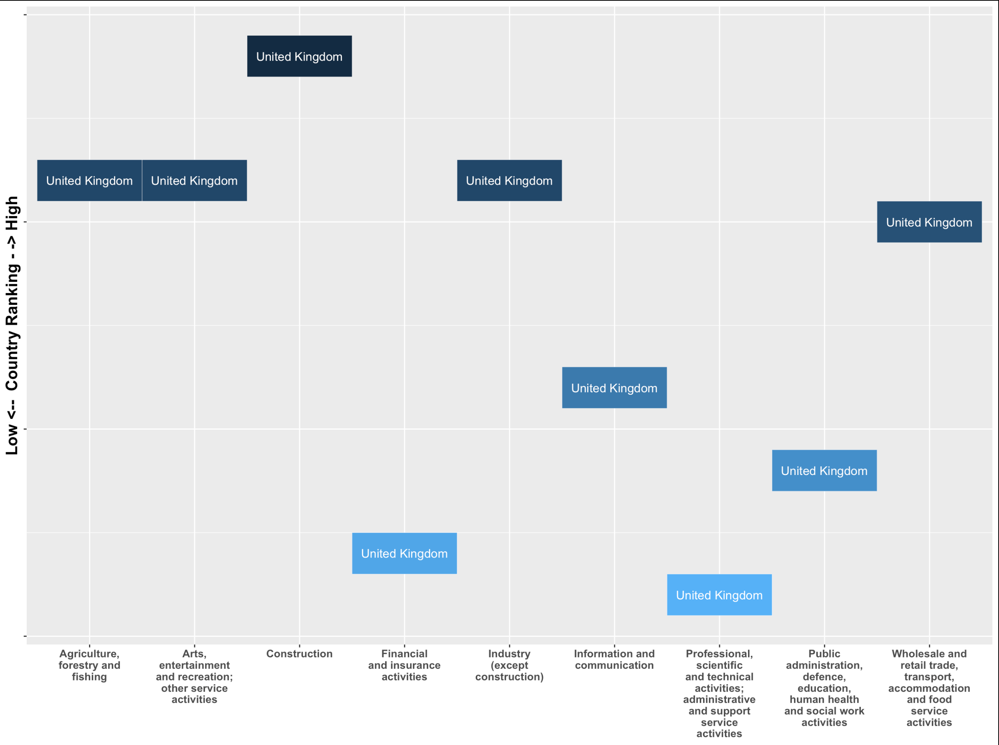 United Kingdom
United Kingdom
United Kingdom
United Kingdom
United Kingdom
United Kingdom
United Kingdom
United Kingdom
United Kingdom
Low <-- Country Ranking - -> High
Agriculture,
forestry and
fishing
Arts,
entertainment
and recreation;
other service
activities
Construction
Financial
and insurance
activities
Industry
(except
construction)
Information and
communication
Professional,
scientific
and technical
activities;
administrative
and support
service
activities
Public
administration,
defence,
education,
human health
and social work
activities
Wholesale and
retail trade,
transport,
accommodation
and food
service
activities